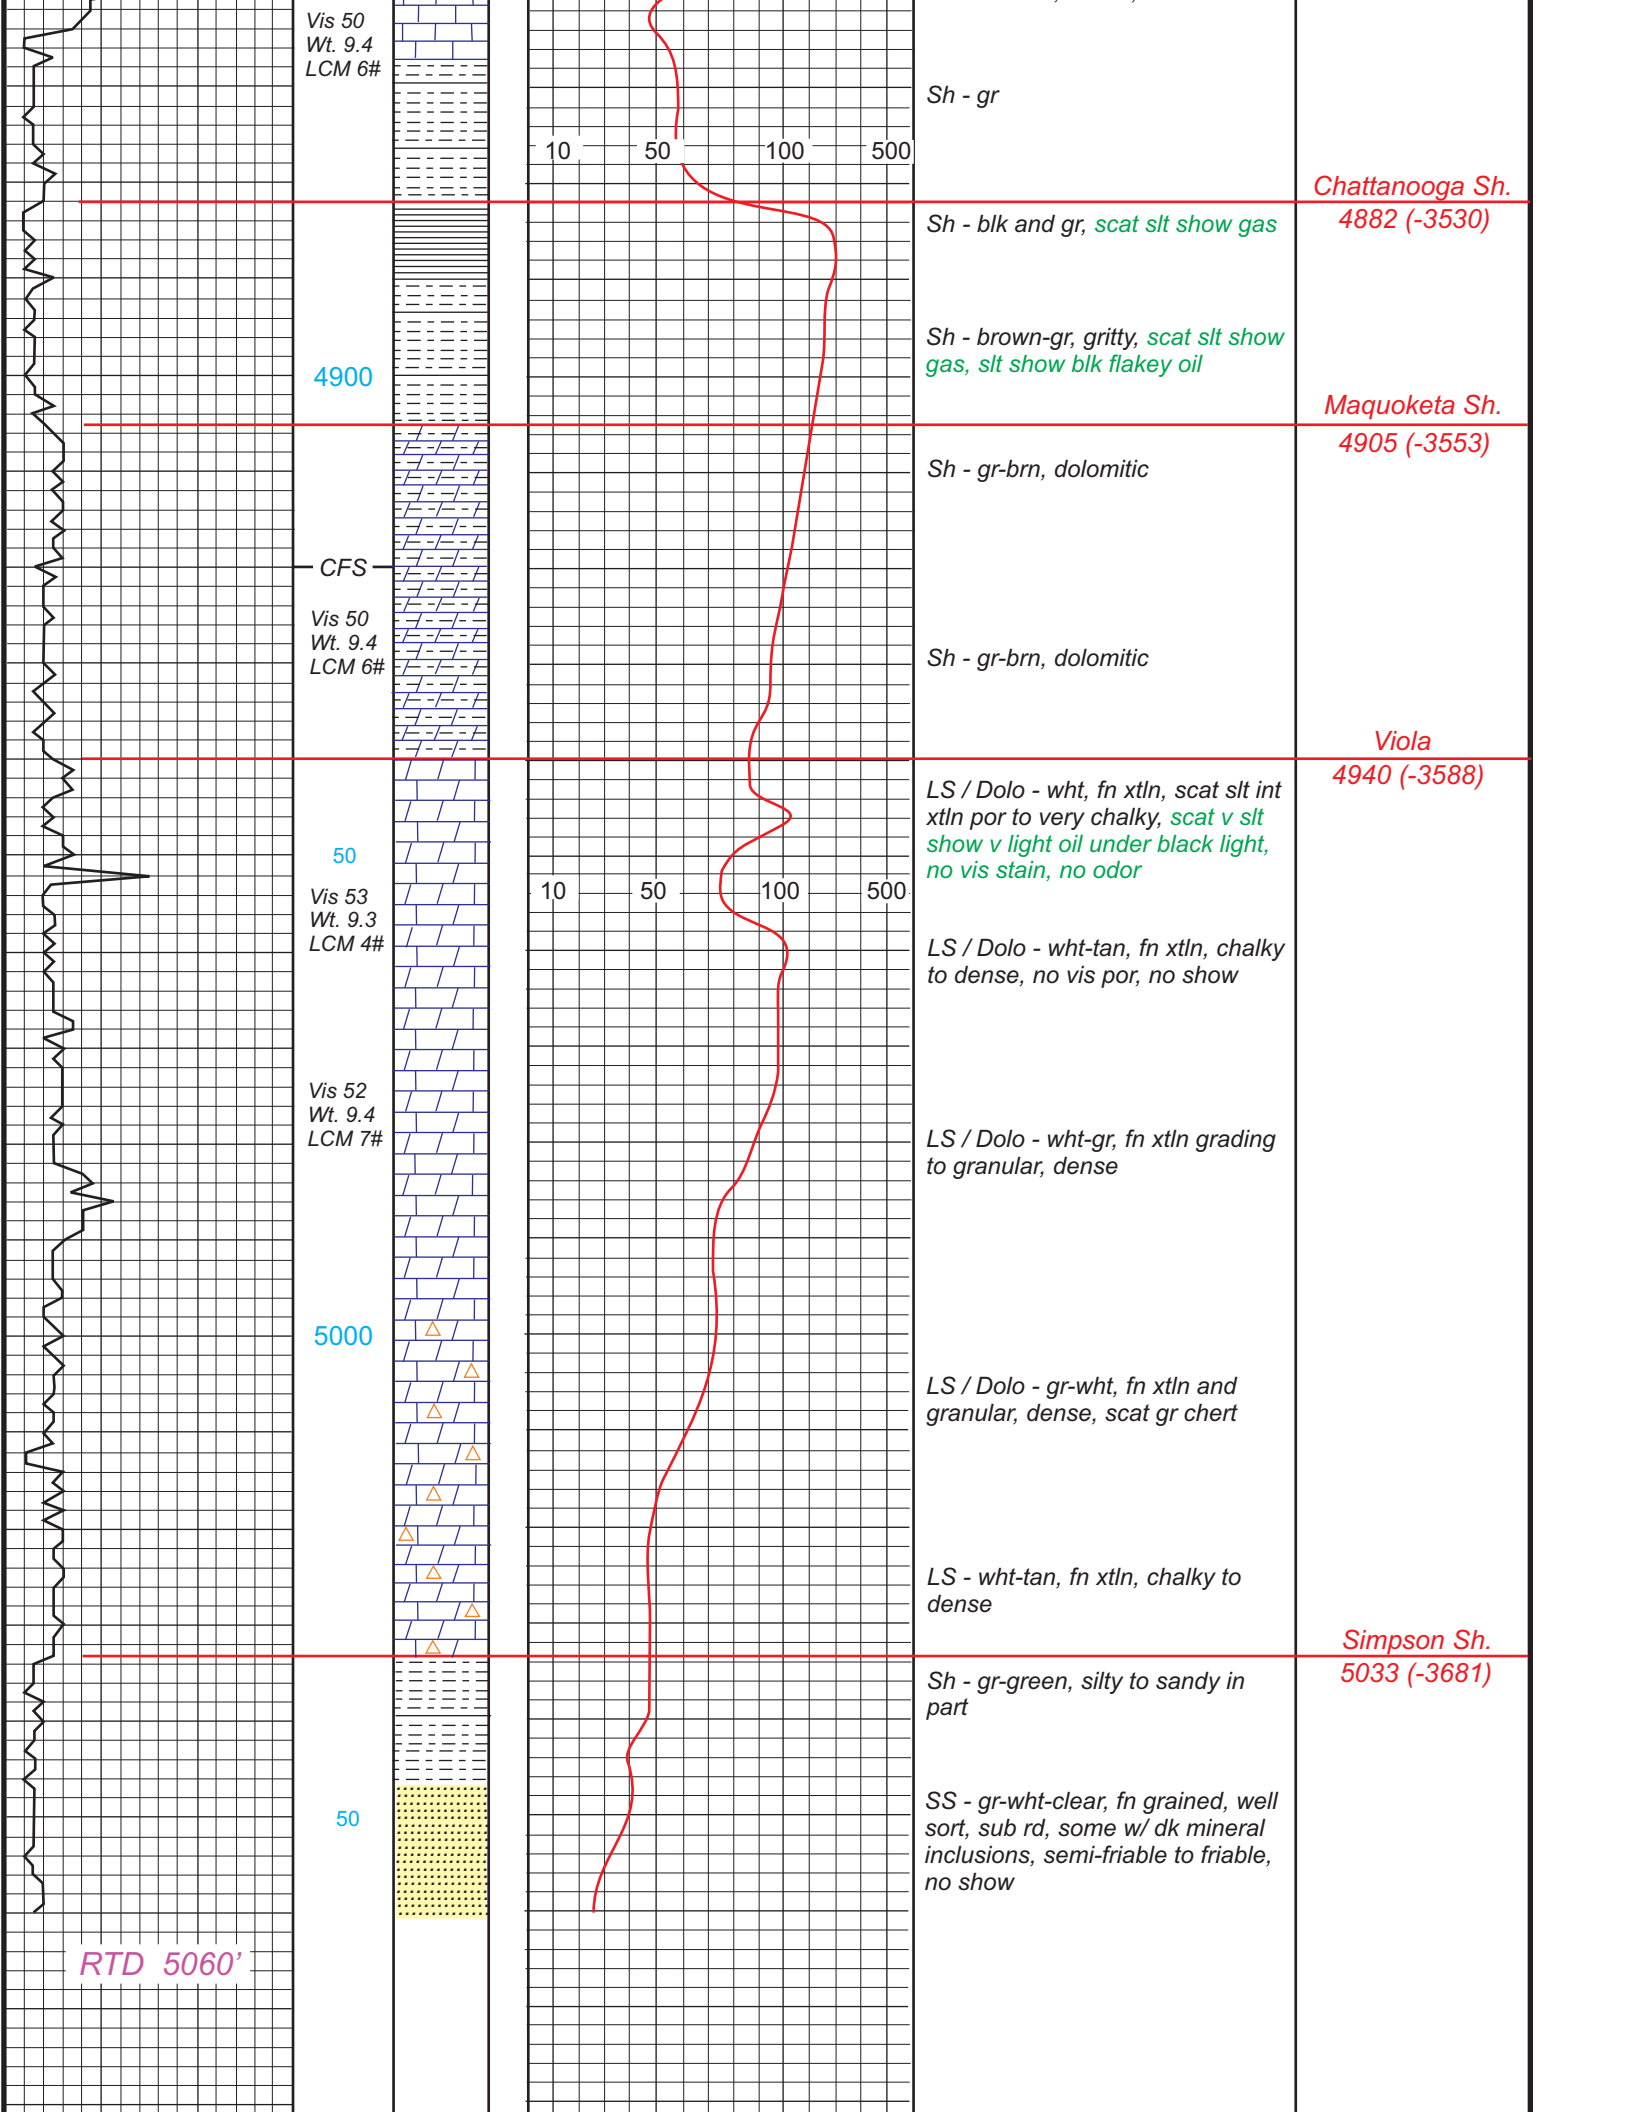 Vis 50
Wt. 9.4
LCM 6#
Sh - gr
10 50 100 500
Chattanooga Sh.
4882 (-3530)
Sh - blk and gr, scat slt show gas
Sh - brown-gr, gritty, scat slt show
gas, slt show blk flakey oil
4900
Maquoketa Sh.
4905 (-3553)
Sh - gr-brn, dolomitic
CFS
Vis 50
Wt. 9.4
LCM 6#
Sh - gr-brn, dolomitic
Viola
4940 (-3588)
LS / Dolo - wht, fn xtln, scat slt int
xtln por to very chalky, scat v slt
show v light oil under black light,
no vis stain, no odor
50
10 50 100 500
Vis 53
Wt. 9.3
LCM 4#
LS / Dolo - wht-tan, fn xtln, chalky
to dense, no vis por, no show
Vis 52
Wt. 9.4
LCM 7#
LS / Dolo - wht-gr, fn xtln grading
to granular, dense
5000
LS / Dolo - gr-wht, fn xtln and
granular, dense, scat gr chert
LS - wht-tan, fn xtln, chalky to
dense
Simpson Sh.
5033 (-3681)
Sh - gr-green, silty to sandy in
part
50
SS - gr-wht-clear, fn grained, well
sort, sub rd, some w/ dk mineral
inclusions, semi-friable to friable,
no show
RTD 5060’